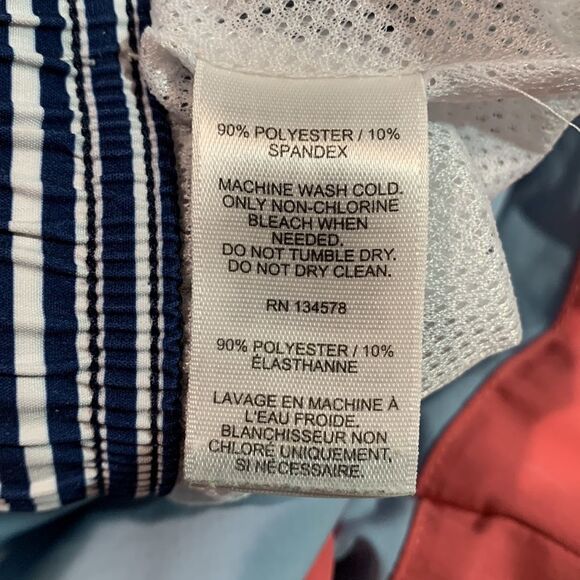 90% POLYESTER / 10%
SPANDEX
MACHINE WASH COLD.
ONLY NON-CHLORINE
BLEACH WHEN
NEEDED.
DO NOT TUMBLE DRY.
DO NOT DRY CLEAN.
RN 134578
90% POLYESTER / 10%
ÉLASTHANNE
LAVAGE EN MACHINE À
L'EAU FROIDE.
BLANCHISSEUR NON
CHLORÉ UNIQUEMENT,
SI NÉCESSAIRE.